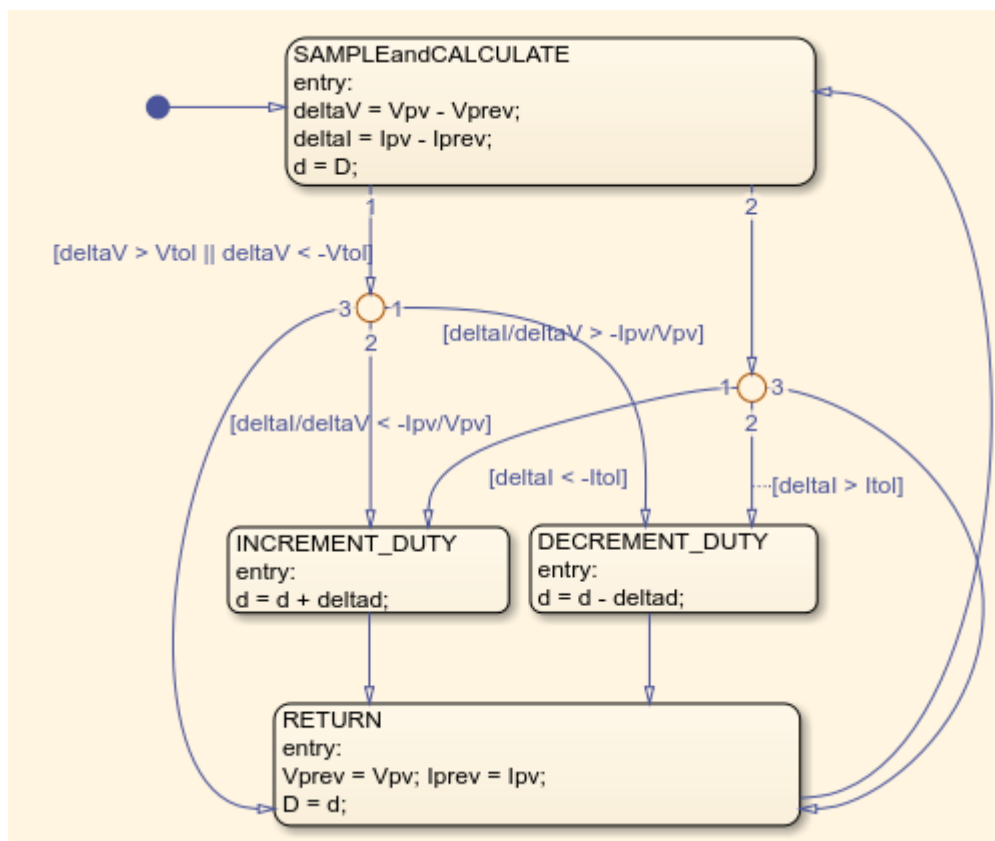 SAMPLEandCALCULATE
entry:
deltaV = Vpv - Vprev;
deltaI = Ipv - Iprev;
d = D;
1
2
[deltaV > Vtol || deltaV < -Vtol]
3
1
2
[deltaI/deltaV > -Ipv/Vpv]
1
3
2
[deltaI/deltaV < -Ipv/Vpv]
[deltaI < -Itol]
[deltaI > Itol]
INCREMENT_DUTY
entry:
d = d + deltad;
DECREMENT_DUTY
entry:
d = d - deltad;
RETURN
entry:
Vprev = Vpv; Iprev = Ipv;
D = d;